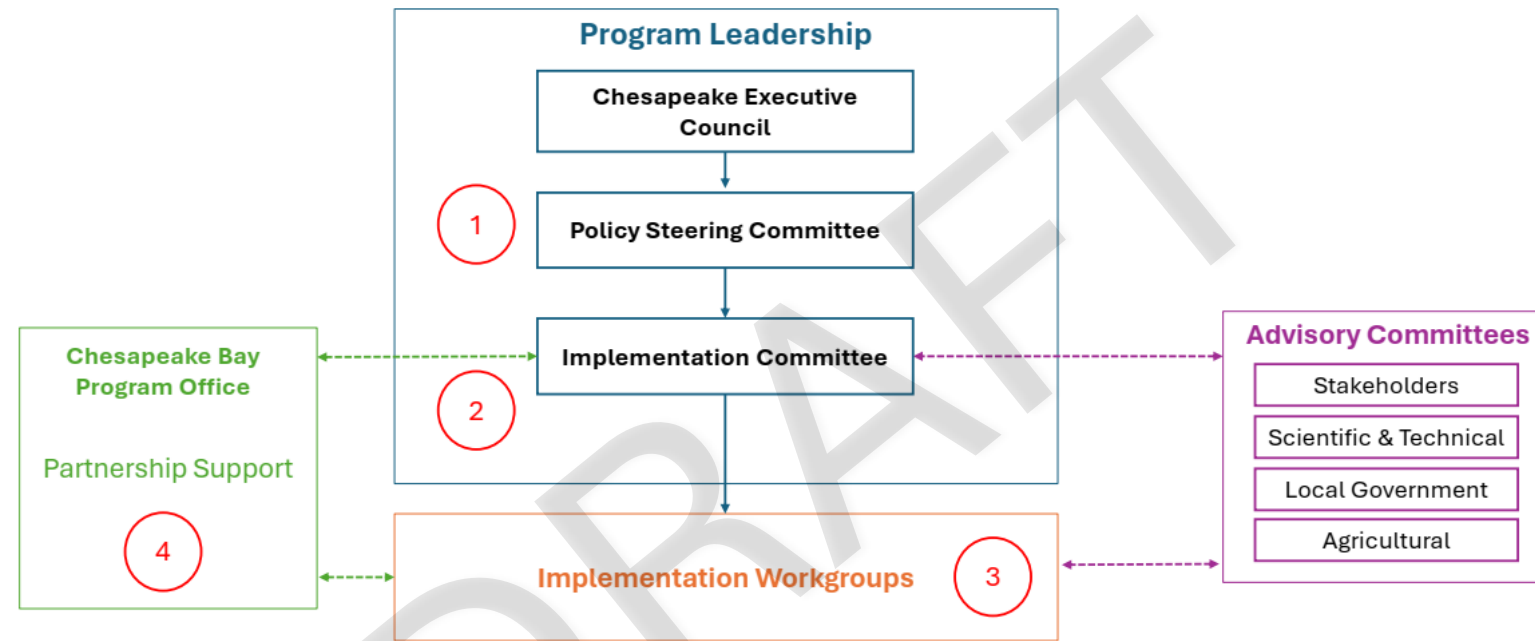 Program Leadership
Chesapeake Executive
Council
1
Policy Steering Committee
Implementation Committee
2
Chesapeake Bay
Program Office
Partnership Support
4
Implementation Workgroups
3
Advisory Committees
Stakeholders
Scientific & Technical
Local Government
Agricultural
DRAFT